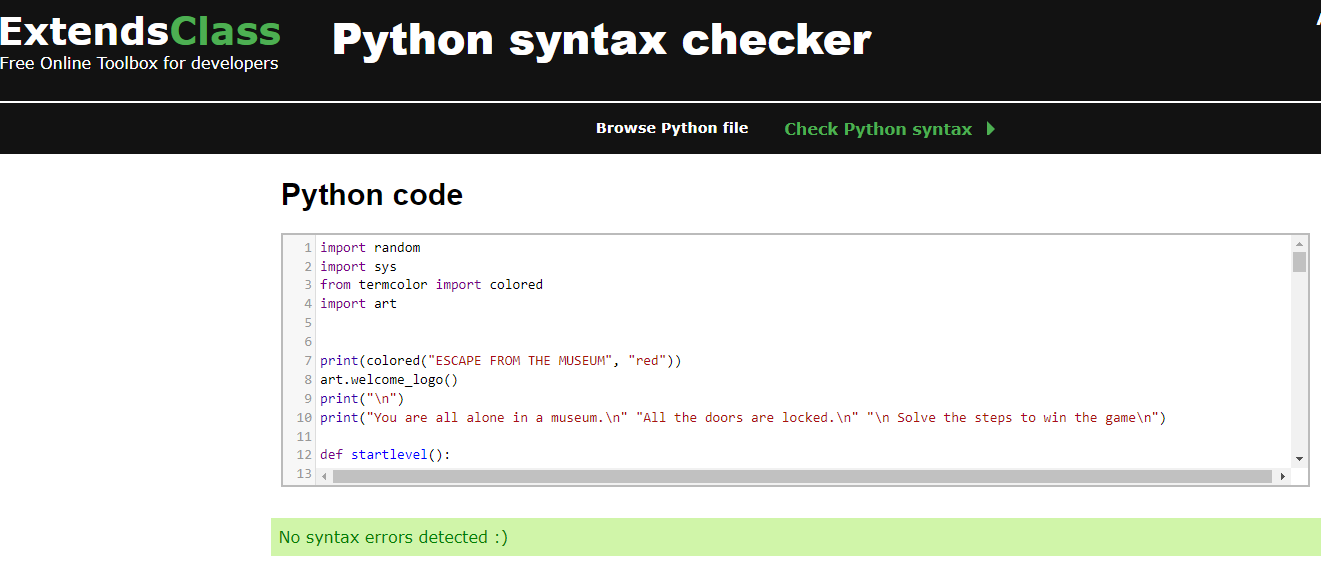 ExtendsClass
Free Online Toolbox for developers
Python syntax checker
Browse Python file
Check Python syntax
Python code
1 import random
2 import sys
3 from termcolor import colored
4 import art
5
6
7 print(colored("ESCAPE FROM THE MUSEUM", "red"))
8 art.welcome_logo()
9 print("\n")
10 print("You are all alone in a museum.\n" "All the doors are locked.\n" "\n Solve the steps to win the game\n")
11
12 def startlevel():
13
No syntax errors detected :)